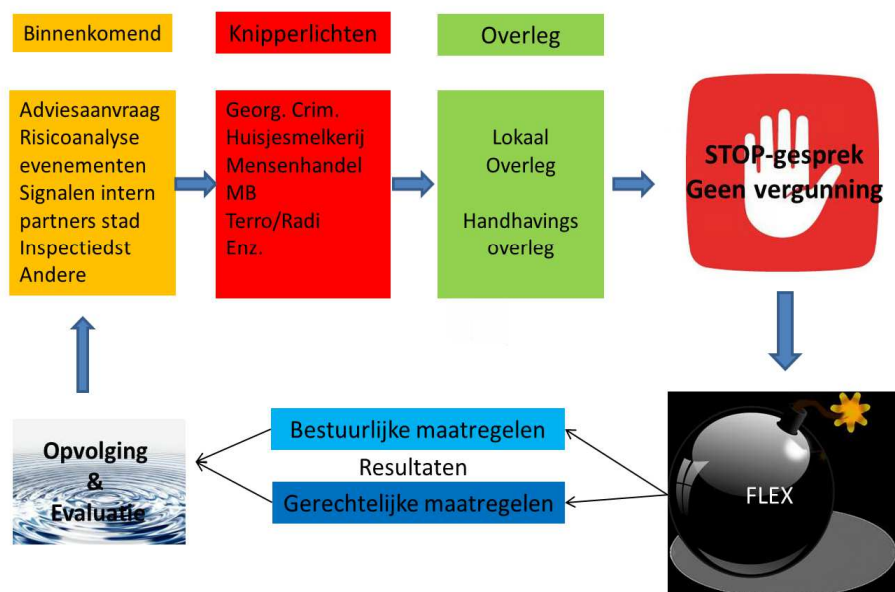 Binnenkomend
Knipperlichten
Overleg
Adviesaanvraag
Risicoanalyse
evenementen
Signalen intern
partners stad
Inspectiedst
Andere
Georg. Crim.
Huisjesmelkerij
Mensenhandel
MB
Terro/Radi
Enz.
Lokaal
Overleg
Handhavings
overleg
STOP-gesprek
Geen vergunning
FLEX
Bestuurlijke maatregelen
Resultaten
Gerechtelijke maatregelen
Opvolging
&
Evaluatie